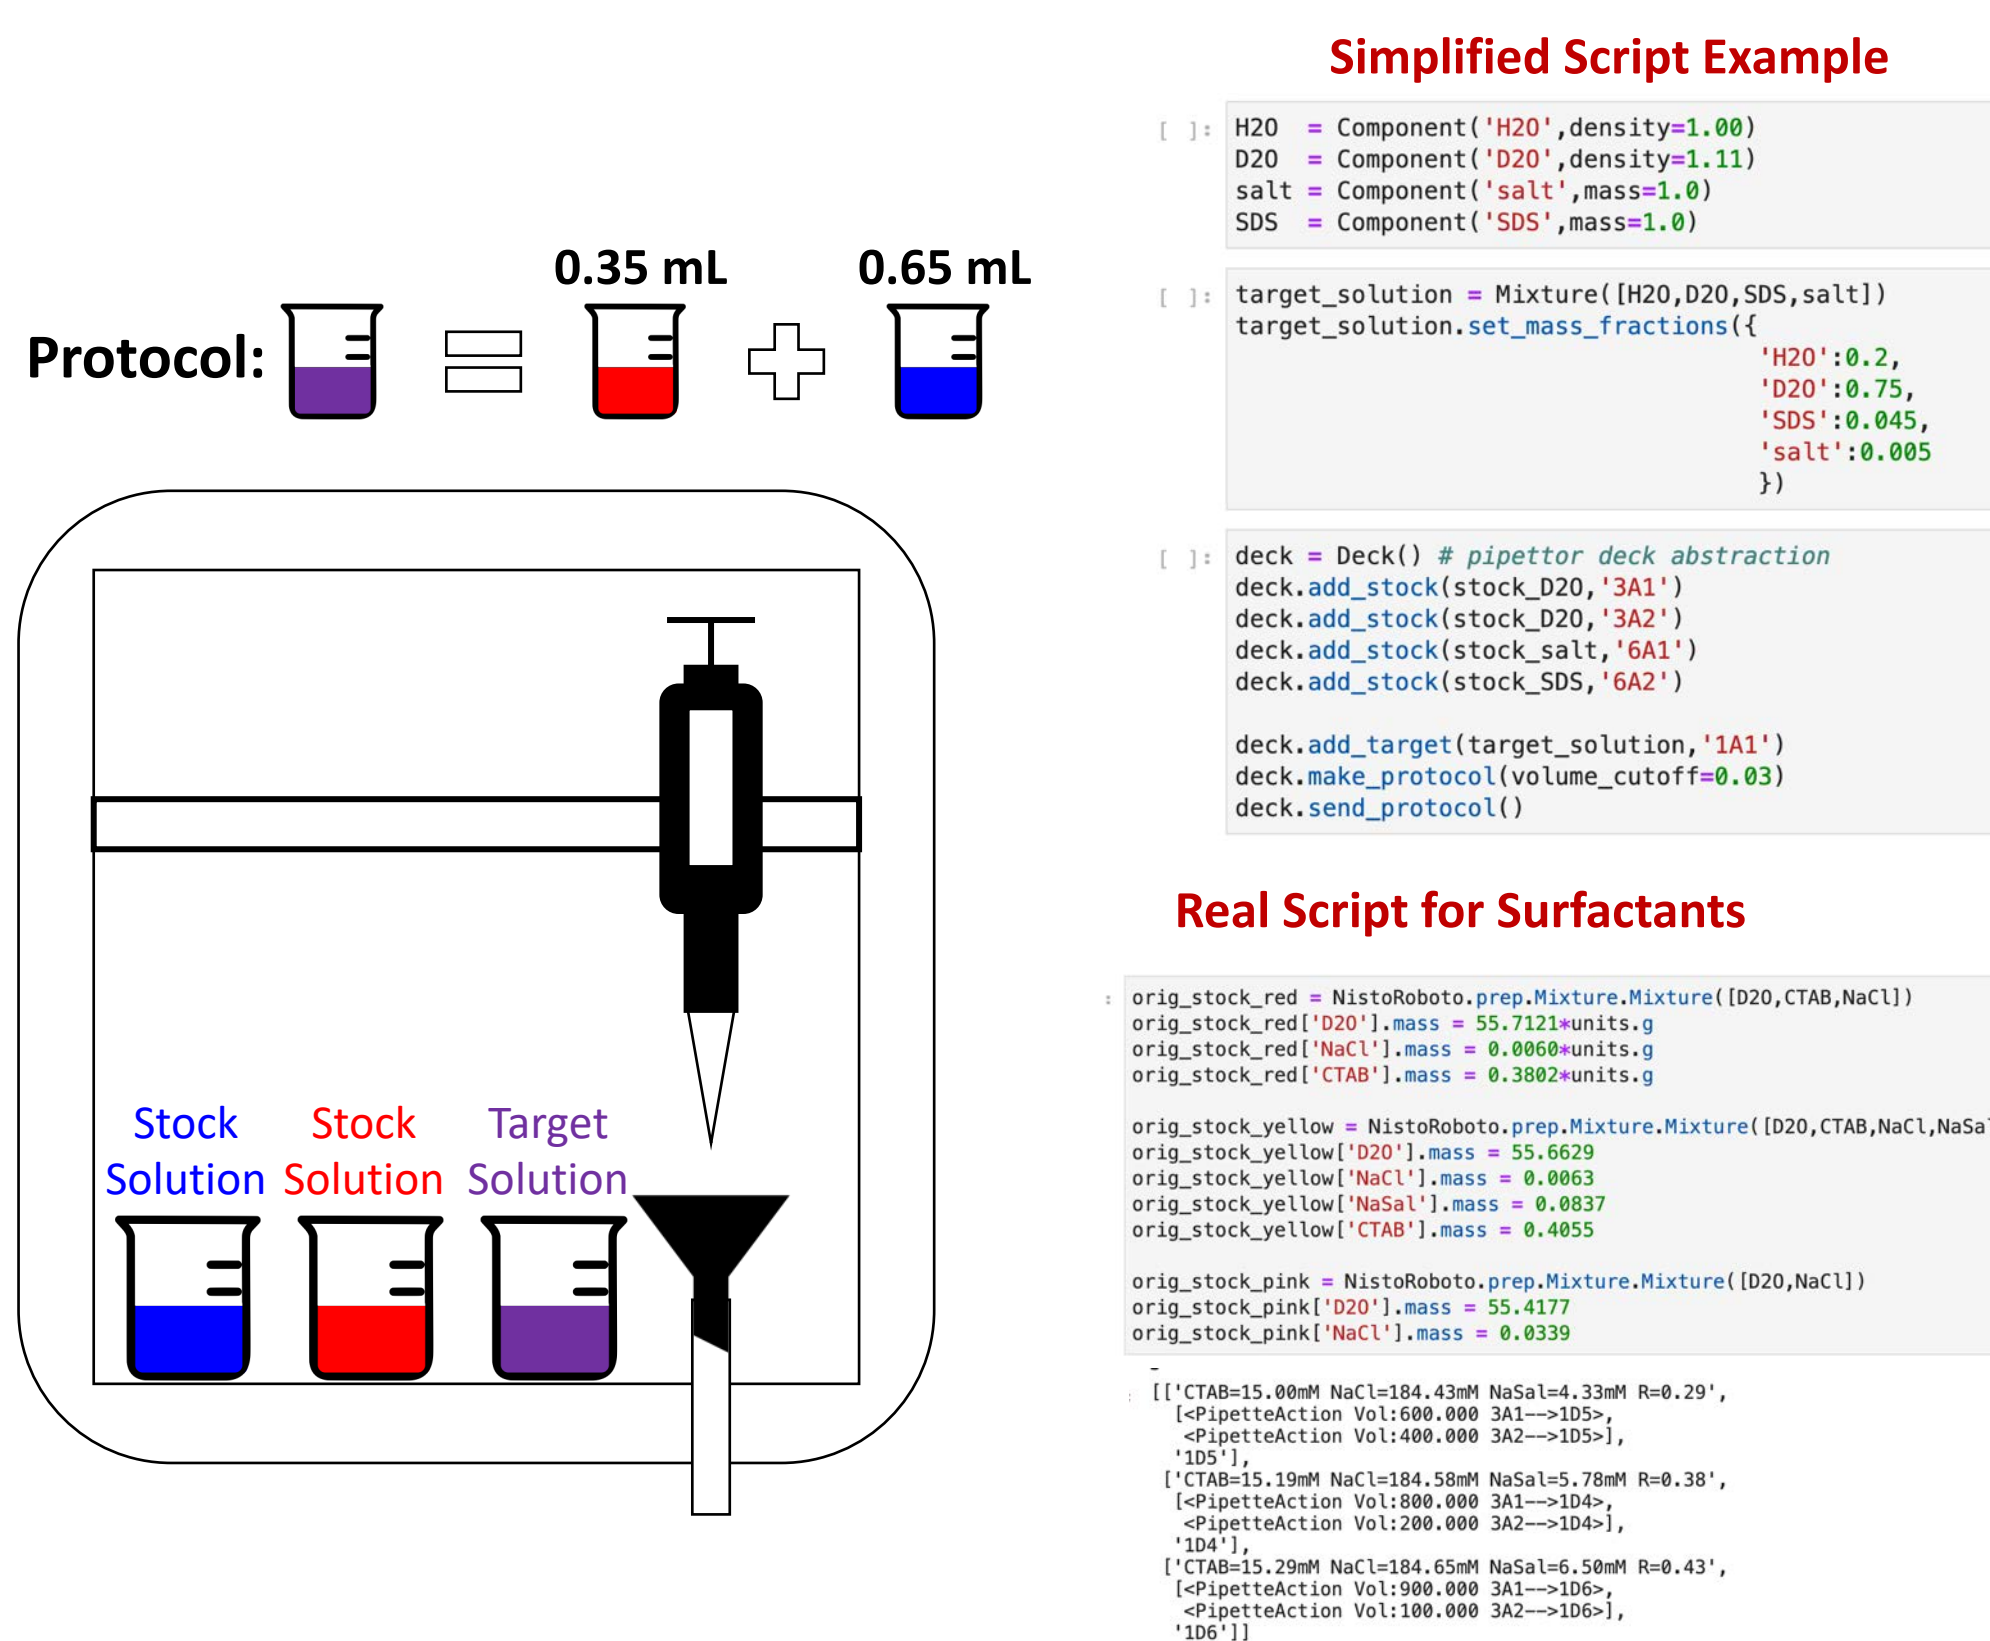 0.35 mL
0.65 mL
Protocol:
Stock
Solution
Stock
Solution
Target
Solution
Simplified Script Example
[ ]: H2O  = Component('H2O',density=1.00)
D2O  = Component('D2O',density=1.11)
salt = Component('salt',mass=1.0)
SDS  = Component('SDS',mass=1.0)
[ ]: target_solution = Mixture([H2O,D2O,SDS,salt])
target_solution.set_mass_fractions({
'H2O':0.2,
'D2O':0.75,
'SDS':0.045,
'salt':0.005
})
[ ]: deck = Deck() # pipettor deck abstraction
deck.add_stock(stock_D2O,'3A1')
deck.add_stock(stock_D2O,'3A2')
deck.add_stock(stock_salt,'6A1')
deck.add_stock(stock_SDS,'6A2')
deck.add_target(target_solution,'1A1')
deck.make_protocol(volume_cutoff=0.03)
deck.send_protocol()
Real Script for Surfactants
: orig_stock_red = NistoRoboto.prep.Mixture.Mixture([D2O,CTAB,NaCl])
orig_stock_red['D2O'].mass = 55.7121*units.g
orig_stock_red['NaCl'].mass = 0.0060*units.g
orig_stock_red['CTAB'].mass = 0.3802*units.g
orig_stock_yellow = NistoRoboto.prep.Mixture.Mixture([D2O,CTAB,NaCl,NaSal
orig_stock_yellow['D2O'].mass = 55.6629
orig_stock_yellow['NaCl'].mass = 0.0063
orig_stock_yellow['NaSal'].mass = 0.0837
orig_stock_yellow['CTAB'].mass = 0.4055
orig_stock_pink = NistoRoboto.prep.Mixture.Mixture([D2O,NaCl])
orig_stock_pink['D2O'].mass = 55.4177
orig_stock_pink['NaCl'].mass = 0.0339
: [['CTAB=15.00mM NaCl=184.43mM NaSal=4.33mM R=0.29',
[<PipetteAction Vol:600.000 3A1-->1D5>,
<PipetteAction Vol:400.000 3A2-->1D5>],
'1D5'],
['CTAB=15.19mM NaCl=184.58mM NaSal=5.78mM R=0.38',
[<PipetteAction Vol:800.000 3A1-->1D4>,
<PipetteAction Vol:200.000 3A2-->1D4>],
'1D4'],
['CTAB=15.29mM NaCl=184.65mM NaSal=6.50mM R=0.43',
[<PipetteAction Vol:900.000 3A1-->1D6>,
<PipetteAction Vol:100.000 3A2-->1D6>],
'1D6']]